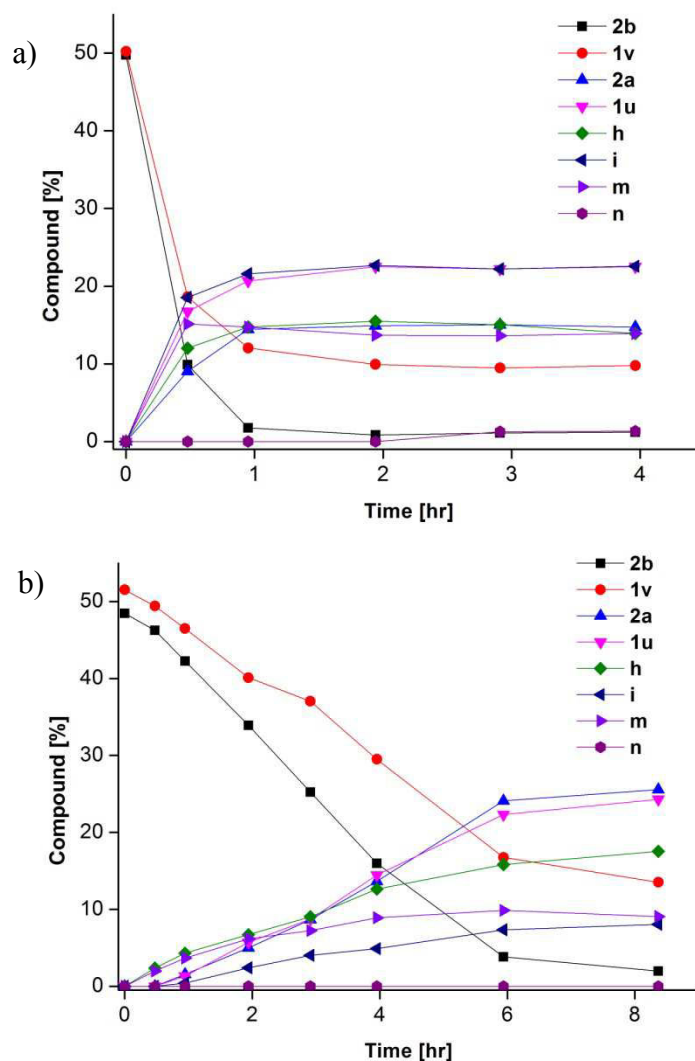 a)
2b
1v
2a
1u
h
i
m
n
50
40
30
20
10
0
Compound [%]
0 1 2 3 4
Time [hr]
b)
2b
1v
2a
1u
h
i
m
n
50
40
30
20
10
0
Compound [%]
0 2 4 6 8
Time [hr]